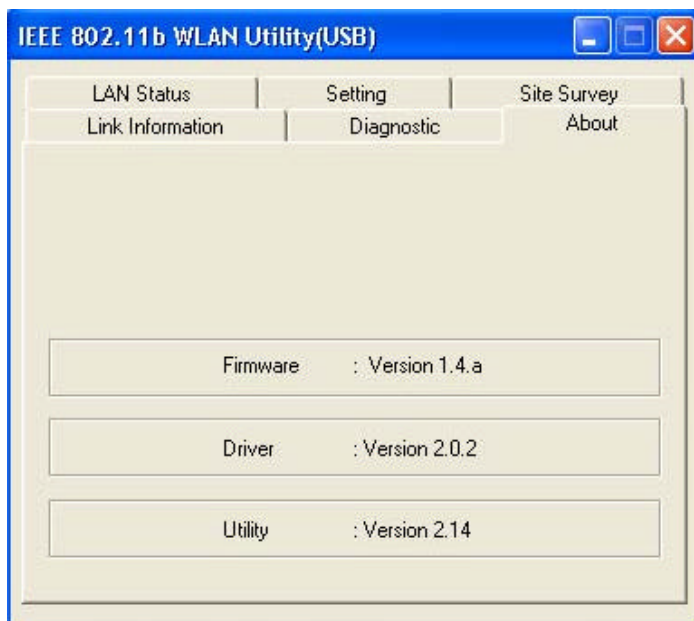 IEEE 802.11b WLAN Utility(USB)
LAN Status Setting Site Survey
Link Information Diagnostic About
Firmware : Version 1.4.a
Driver : Version 2.0.2
Utility : Version 2.14